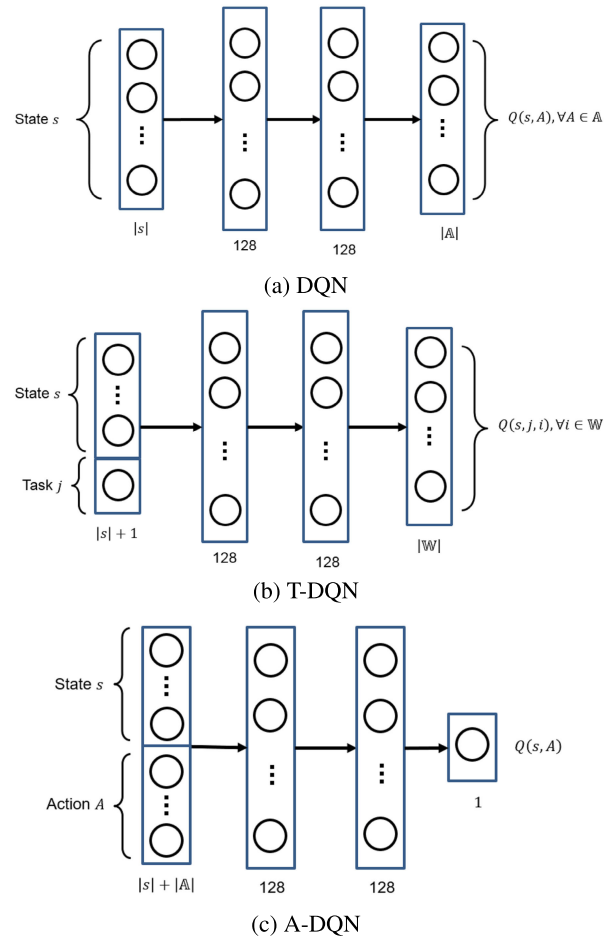 State 𝑠
𝑄(𝑠, 𝐴), ∀𝐴 ∈ 𝔸
|𝑠|
128
128
|𝔸|
(a) DQN
State 𝑠
Task 𝑗
𝑄(𝑠, 𝑗, 𝑖), ∀𝑖 ∈ 𝕎
|𝑠| + 1
128
128
|𝕎|
(b) T-DQN
State 𝑠
Action 𝐴
𝑄(𝑠, 𝐴)
1
|𝑠| + |𝔸|
128
128
(c) A-DQN